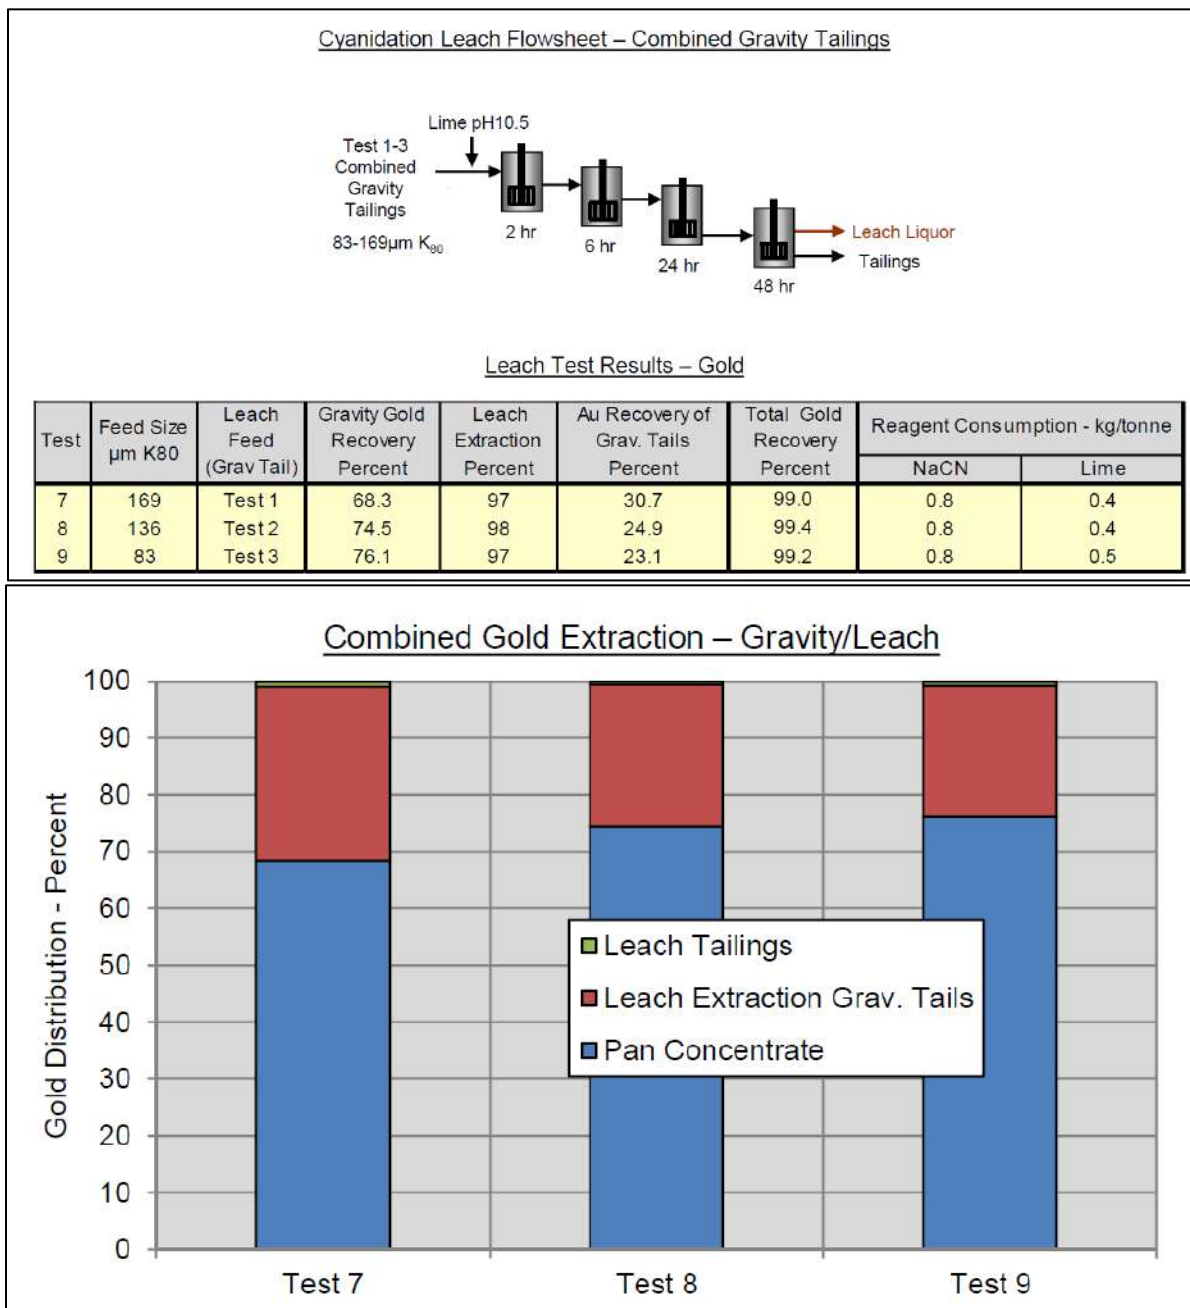 Cyanidation Leach Flowsheet – Combined Gravity Tailings
Lime pH10.5
Test 1-3
Combined
Gravity
Tailings
83-169µm K80
2 hr
6 hr
24 hr
48 hr
Leach Liquor
Tailings
Leach Test Results – Gold
Test
Feed Size
µm K80
Leach
Feed
(Grav Tail)
Gravity Gold
Recovery
Percent
Leach
Extraction
Percent
Au Recovery of
Grav. Tails
Percent
Total Gold
Recovery
Percent
Reagent Consumption - kg/tonne
NaCN
Lime
7 169 Test 1 68.3 97 30.7 99.0 0.8 0.4
8 136 Test 2 74.5 98 24.9 99.4 0.8 0.4
9 83 Test 3 76.1 97 23.1 99.2 0.8 0.5
Combined Gold Extraction – Gravity/Leach
Gold Distribution - Percent
100
90
80
70
60
50
40
30
20
10
0
Leach Tailings
Leach Extraction Grav. Tails
Pan Concentrate
Test 7
Test 8
Test 9